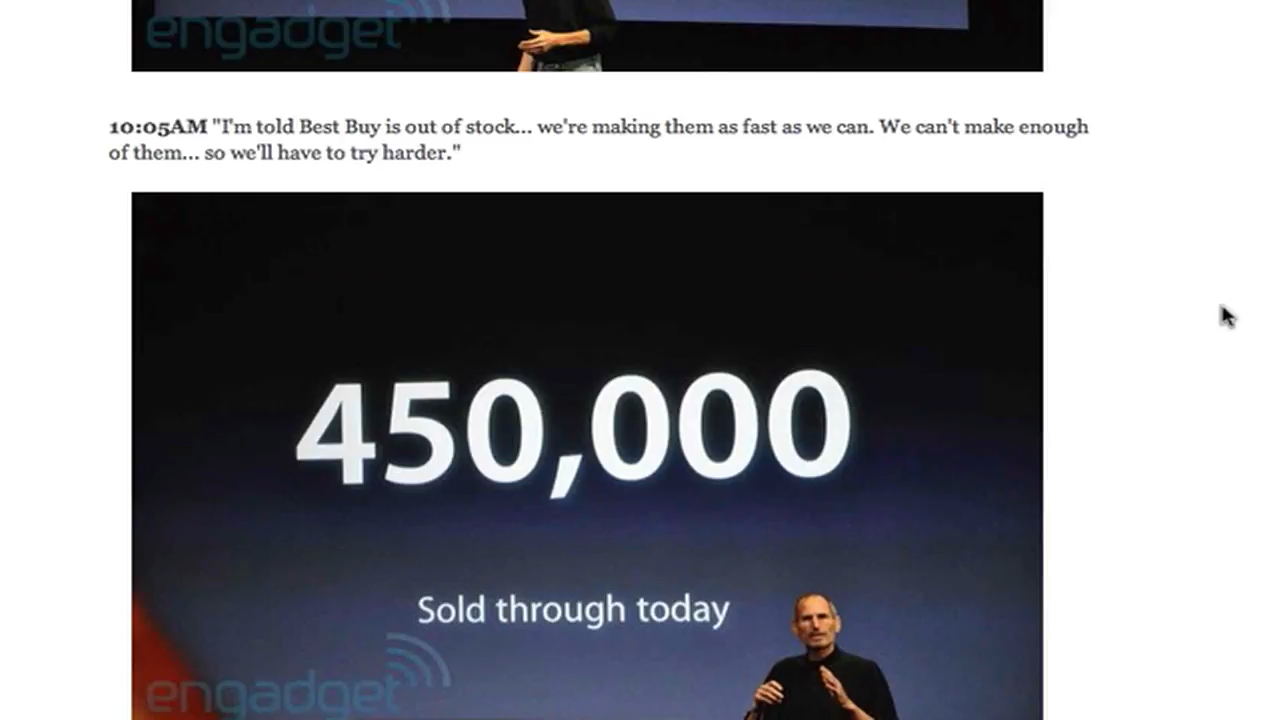 engadget
10:05AM "I'm told Best Buy is out of stock... we're making them as fast as we can. We can't make enough
of them... so we'll have to try harder."
450,000
Sold through today
engadget